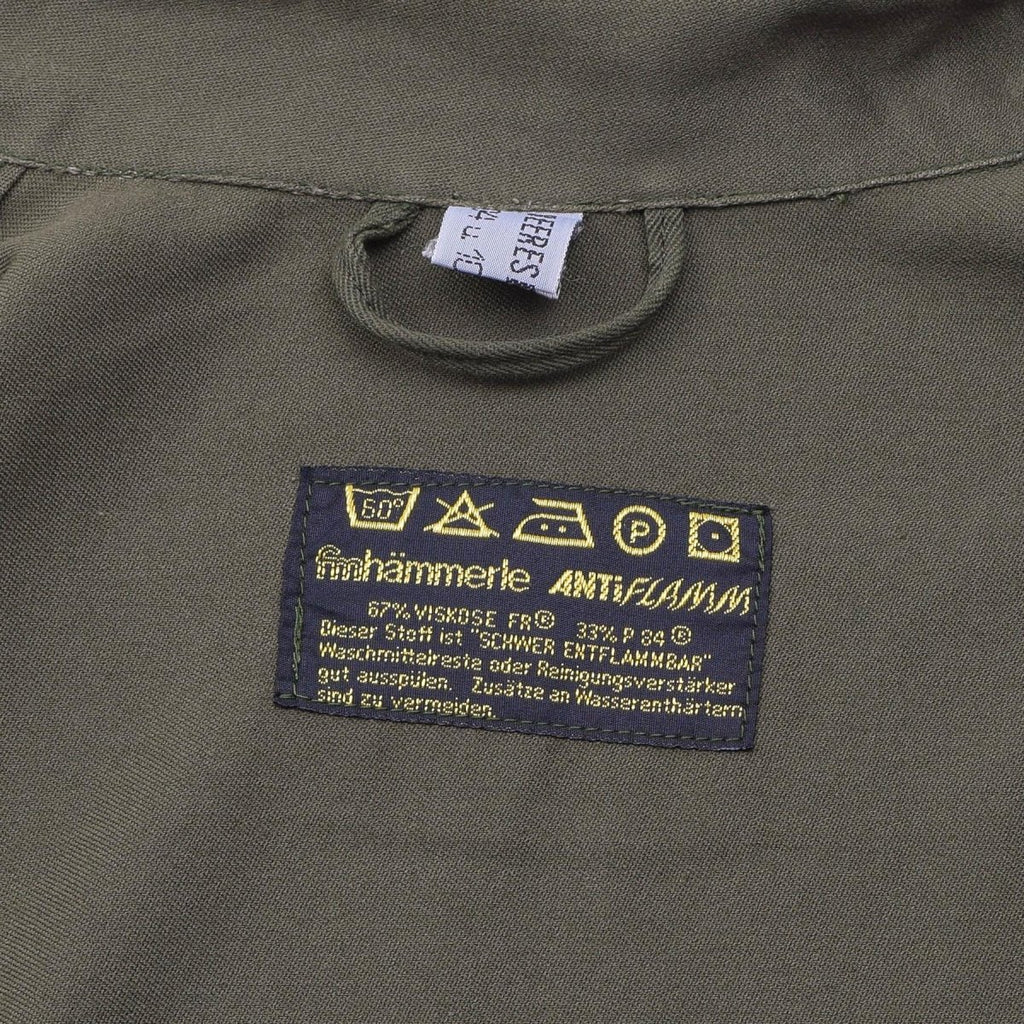 60°
P
fmhämmerle ANTiFLAMM
67% VISKOSE FR® 33% P 84®
Dieser Stoff ist "SCHWER ENTFLAMMBAR"
Waschmittelreste oder Reinigungsverstärker
gut ausspülen. Zusätze an Wasserenthärtern
sind zu vermeiden.